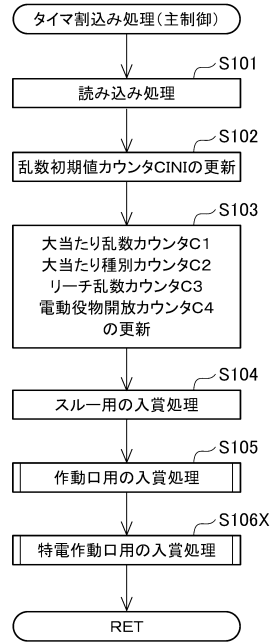 タイマ割込み処理(主制御)
S101
読み込み処理
S102
乱数初期値カウンタCINIの更新
S103
大当たり乱数カウンタC1
大当たり種別カウンタC2
リーチ乱数カウンタC3
電動役物開放カウンタC4
の更新
S104
スルー用の入賞処理
S105
作動口用の入賞処理
S106X
特電作動口用の入賞処理
RET